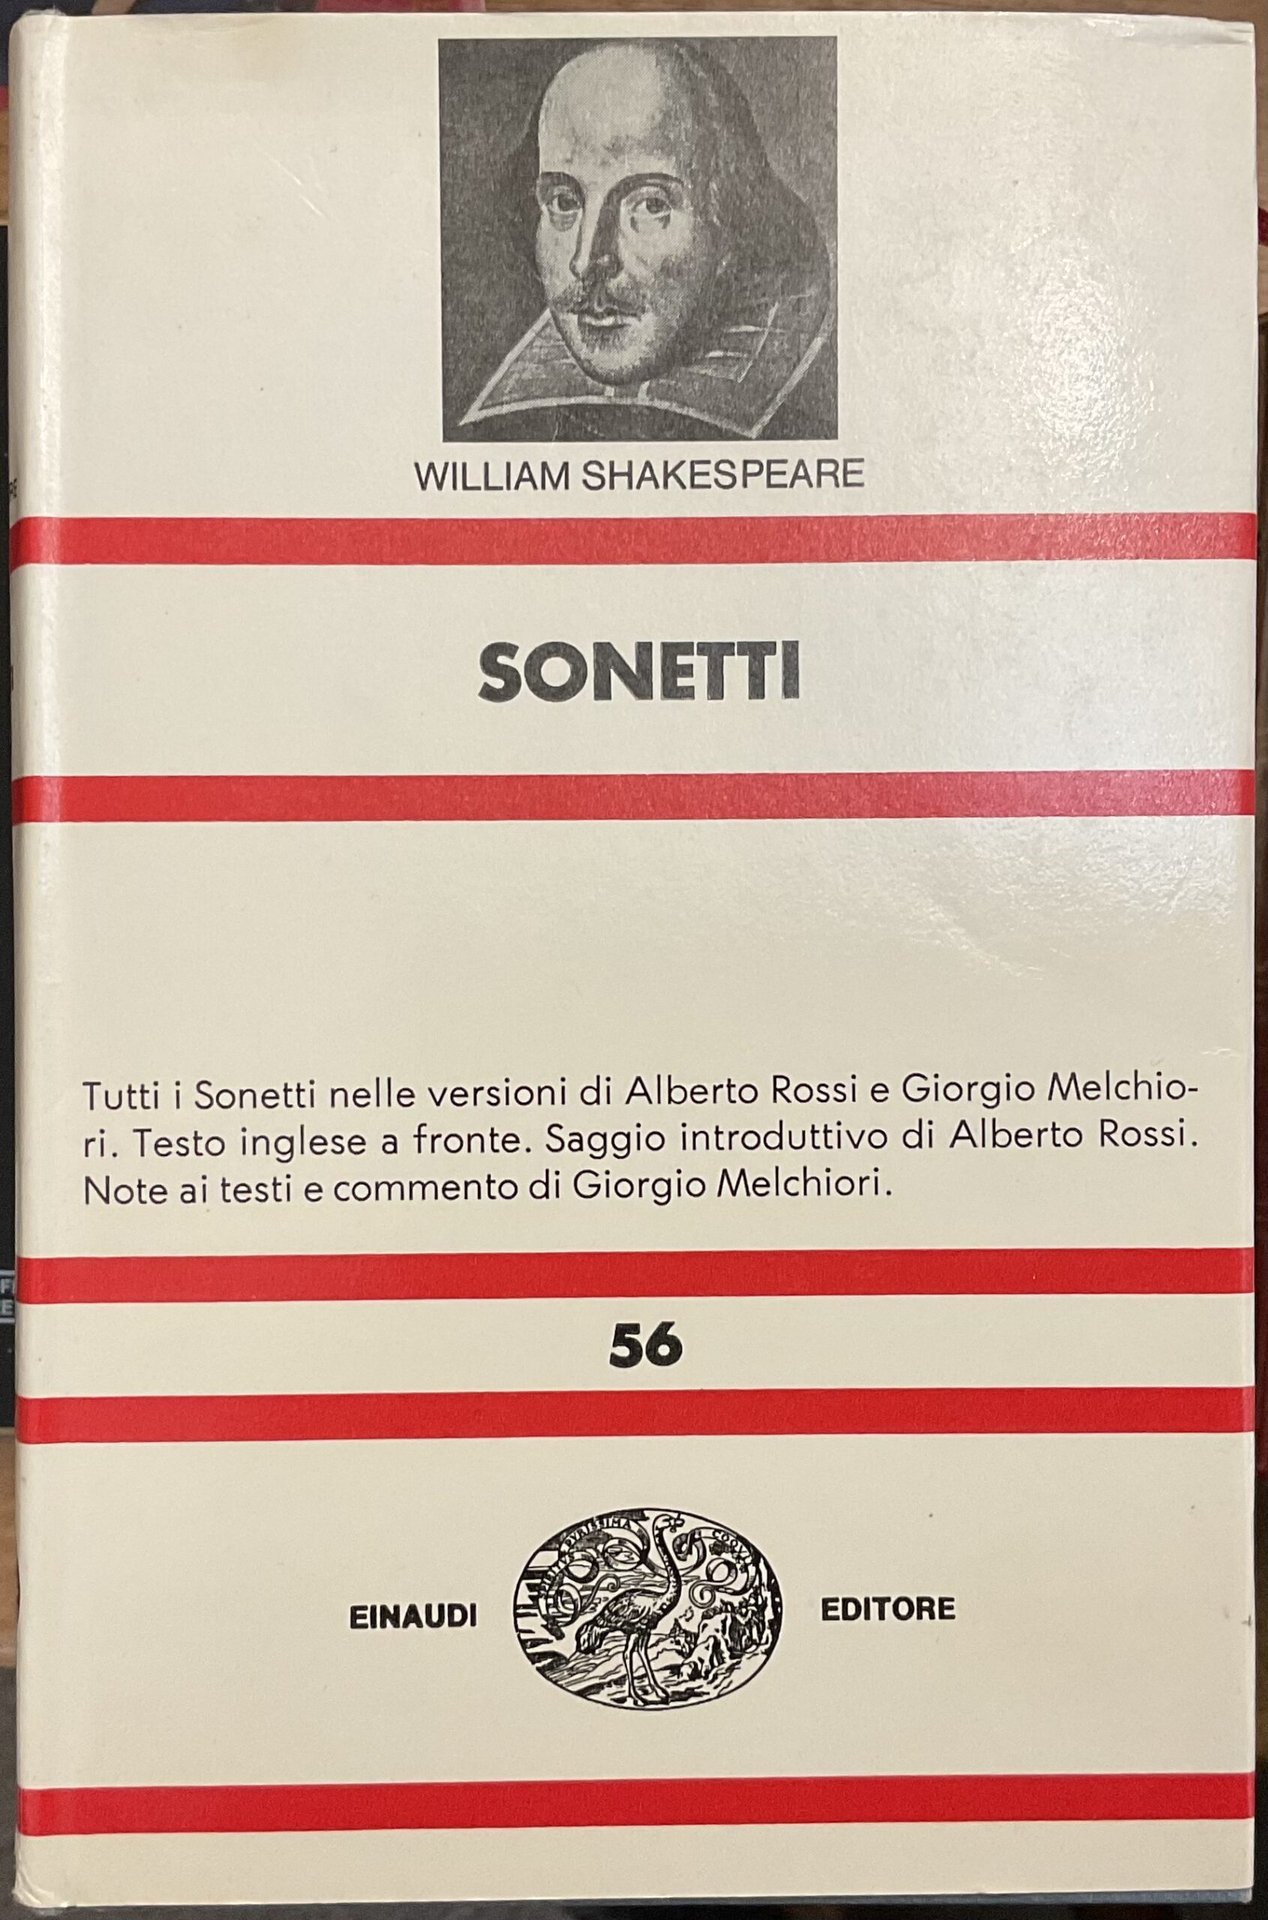 WILLIAM SHAKESPEARE
SONETTI
Tutti i Sonetti nelle versioni di Alberto Rossi e Giorgio Melchio-
ri. Testo inglese a fronte. Saggio introduttivo di Alberto Rossi.
Note ai testi e commento di Giorgio Melchiori.
56
EINAUDI
EDITORE